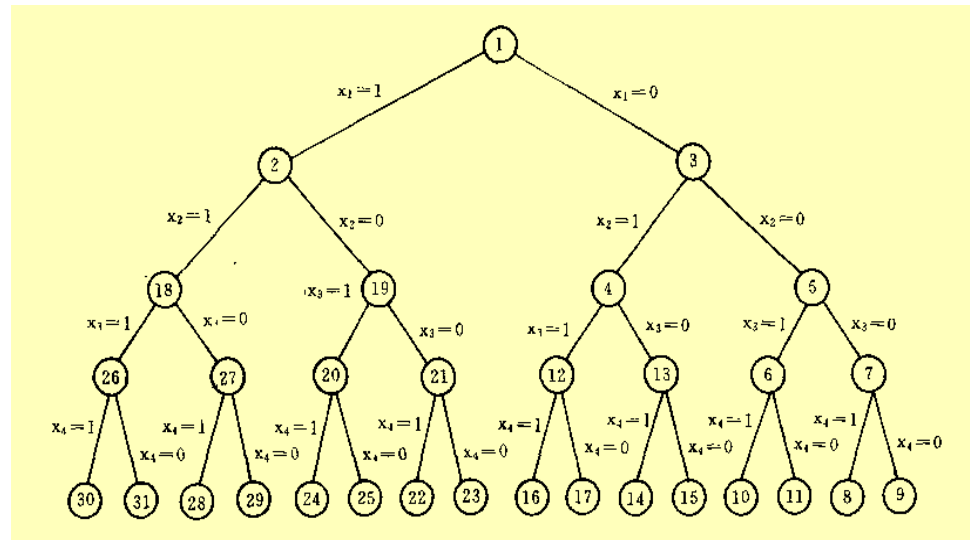 1
x₁=1 x₁=0
2 3
x₂=1 x₂=0 x₂=1 x₂=0
18 19 4 5
x₃=1 x₃=0 x₃=1 x₃=0 x₃=1 x₃=0 x₃=1 x₃=0
26 27 20 21 12 13 6 7
x₄=1 x₄=0 x₄=1 x₄=0 x₄=1 x₄=0 x₄=1 x₄=0 x₄=1 x₄=0 x₄=1 x₄=0 x₄=1 x₄=0 x₄=1 x₄=0
30 31 28 29 24 25 22 23 16 17 14 15 10 11 8 9